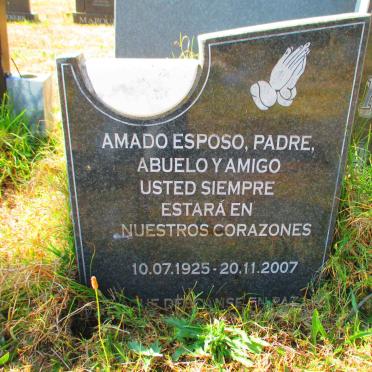 AMADO ESPOSO, PADRE,
ABUELO Y AMIGO
USTED SIEMPRE
ESTARÁ EN
NUESTROS CORAZONES
10.07.1925 - 20.11.2007